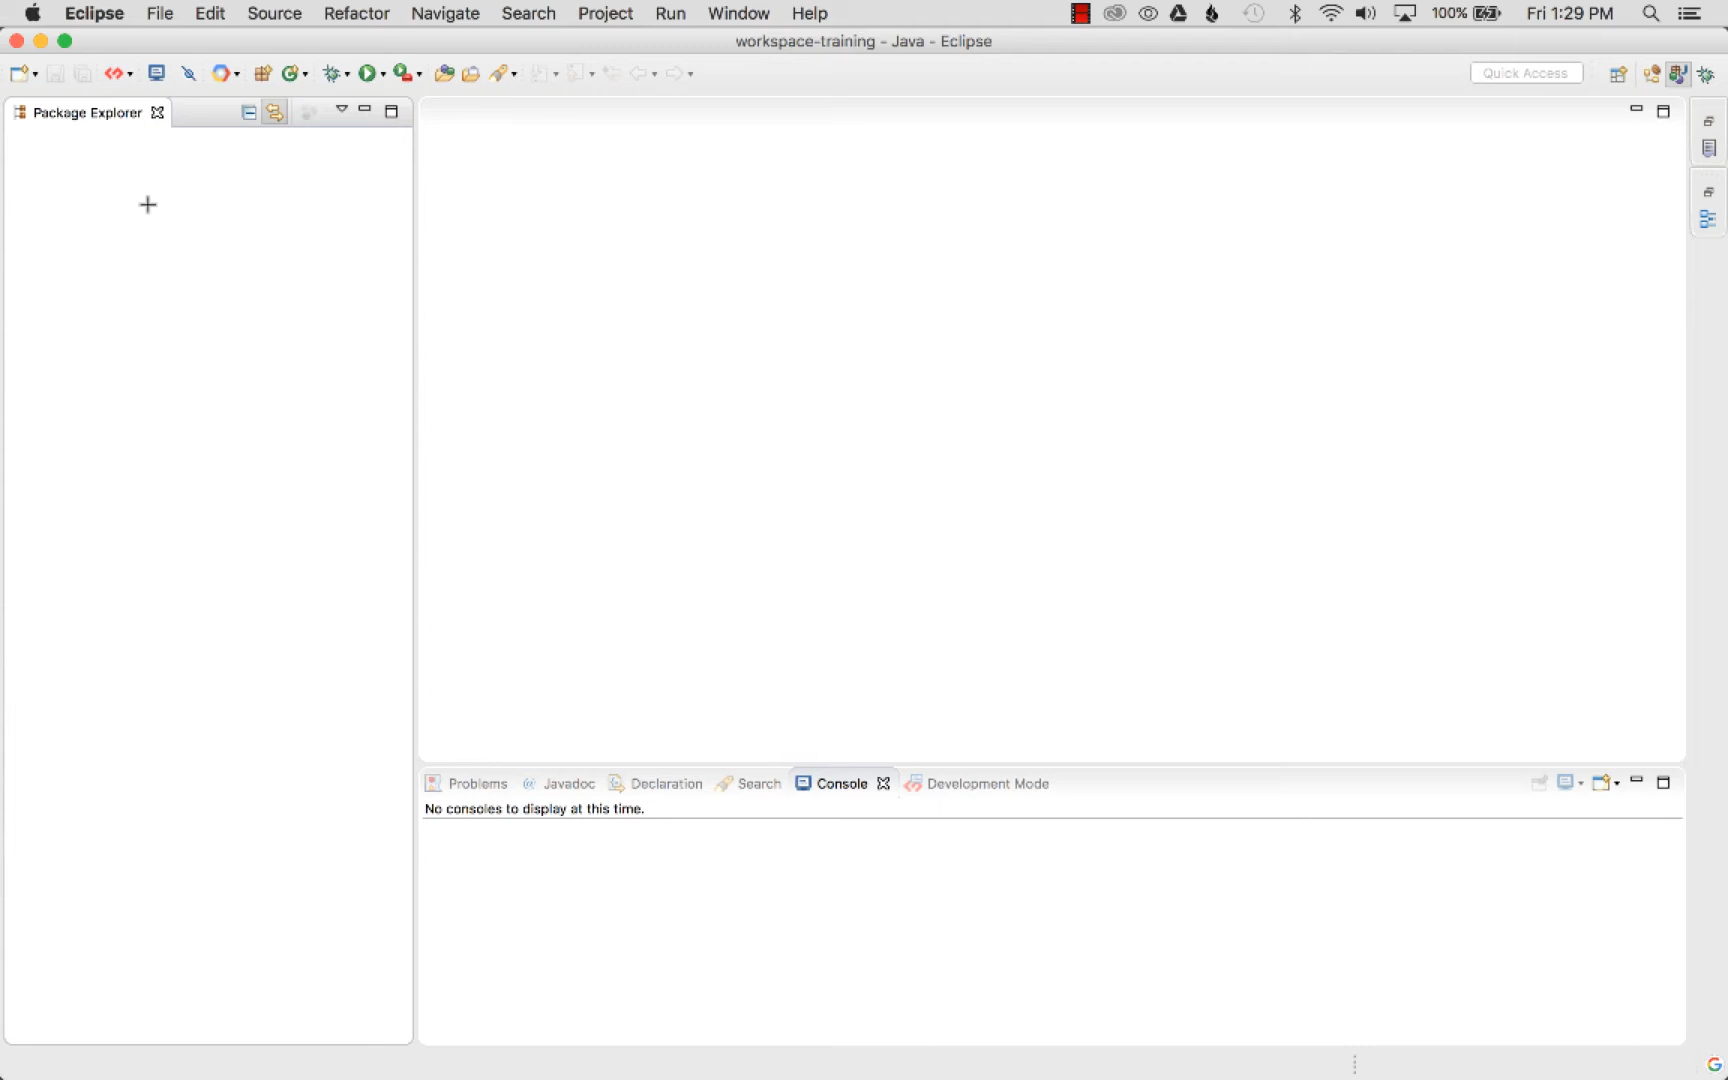 Eclipse File Edit Source Refactor Navigate Search Project Run Window Help 100% Fri 1:29 PM
workspace-training - Java - Eclipse
Quick Access
Package Explorer
Problems @ Javadoc Declaration Search Console Development Mode
No consoles to display at this time.